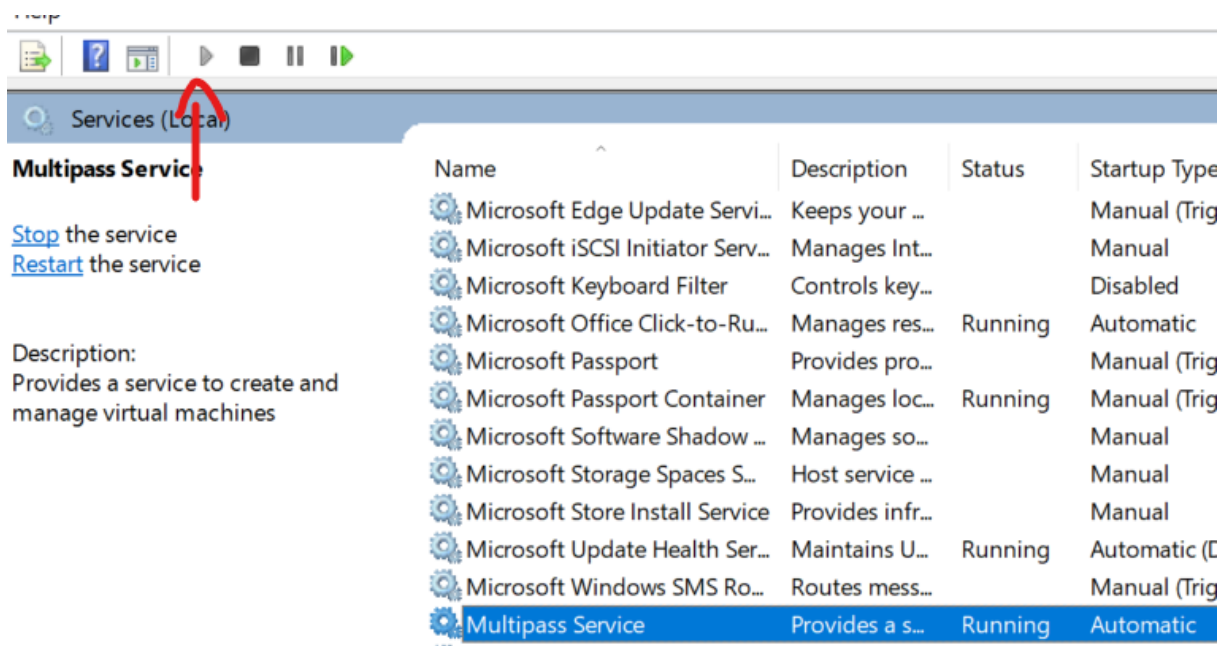 Help
Services (Local)
Multipass Service
Stop the service
Restart the service
Description:
Provides a service to create and
manage virtual machines
Name Description Status Startup Type
Microsoft Edge Update Servi... Keeps your ... Manual (Trig
Microsoft iSCSI Initiator Serv... Manages Int... Manual
Microsoft Keyboard Filter Controls key... Disabled
Microsoft Office Click-to-Ru... Manages res... Running Automatic
Microsoft Passport Provides pro... Manual (Trig
Microsoft Passport Container Manages loc... Running Manual (Trig
Microsoft Software Shadow ... Manages so... Manual
Microsoft Storage Spaces S... Host service ... Manual
Microsoft Store Install Service Provides infr... Manual
Microsoft Update Health Ser... Maintains U... Running Automatic (D
Microsoft Windows SMS Ro... Routes mess... Manual (Trig
Multipass Service Provides a s... Running Automatic